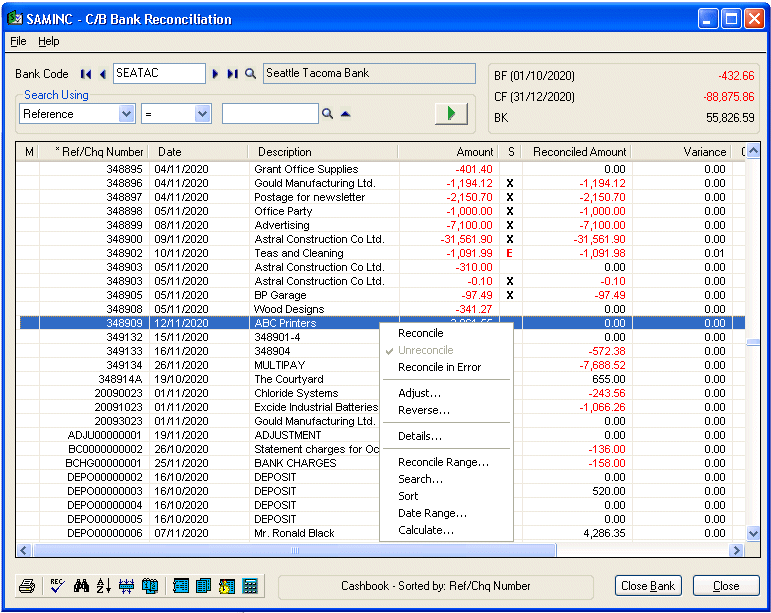 SAMINC - C/B Bank Reconciliation
File Help
Bank Code SEATAC Seattle Tacoma Bank
BF (01/10/2020) -432.66
CF (31/12/2020) -88,875.86
BK 55,826.59
Search Using
Reference =
M * Ref/Chq Number Date Description Amount S Reconciled Amount Variance
348895 04/11/2020 Grant Office Supplies -401.40 0.00 0.00
348896 04/11/2020 Gould Manufacturing Ltd. -1,194.12 X -1,194.12 0.00
348897 04/11/2020 Postage for newsletter -2,150.70 X -2,150.70 0.00
348898 05/11/2020 Office Party -1,000.00 X -1,000.00 0.00
348899 08/11/2020 Advertising -7,100.00 X -7,100.00 0.00
348900 09/11/2020 Astral Construction Co Ltd. -31,561.90 X -31,561.90 0.00
348902 10/11/2020 Teas and Cleaning -1,091.99 E -1,091.98 0.01
348903 05/11/2020 Astral Construction Co Ltd. -310.00 0.00 0.00
348903 05/11/2020 Astral Construction Co Ltd. -0.10 X -0.10 0.00
348905 05/11/2020 BP Garage -97.49 X -97.49 0.00
348908 05/11/2020 Wood Designs -341.27 0.00 0.00
348909 12/11/2020 ABC Printers 0.00 0.00
349132 15/11/2020 348901-4 0.00 0.00
349133 16/11/2020 348904 -572.38 0.00
349134 26/11/2020 MULTIPAY -7,688.52 0.00
348914A 19/10/2020 The Courtyard 655.00 0.00
20090023 01/11/2020 Chloride Systems -243.56 0.00
20091023 01/11/2020 Excide Industrial Batteries -1,066.26 0.00
20093023 01/11/2020 Gould Manufacturing Ltd. 0.00 0.00
ADJU00000001 19/11/2020 ADJUSTMENT 0.00 0.00
BC0000000002 26/10/2020 Statement charges for Oc -136.00 0.00
BCHG00000001 25/11/2020 BANK CHARGES -158.00 0.00
DEPO00000002 16/10/2020 DEPOSIT 0.00 0.00
DEPO00000003 16/10/2020 DEPOSIT 520.00 0.00
DEPO00000004 16/10/2020 DEPOSIT 0.00 0.00
DEPO00000005 16/10/2020 DEPOSIT 0.00 0.00
DEPO00000006 07/11/2020 Mr. Ronald Black 4,286.35 0.00
Reconcile
Unreconcile
Reconcile in Error
Adjust...
Reverse...
Details...
Reconcile Range...
Search...
Sort
Date Range...
Calculate...
REC
Cashbook - Sorted by: Ref/Chq Number
Close Bank
Close